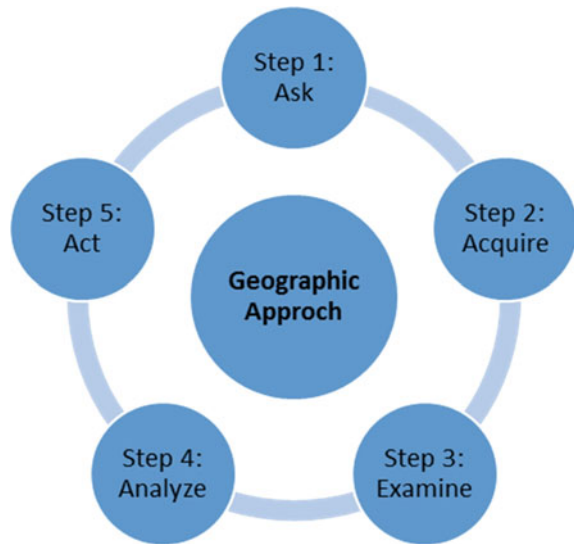 Step 1:
Ask
Step 2:
Acquire
Step 3:
Examine
Step 4:
Analyze
Step 5:
Act
Geographic
Approch